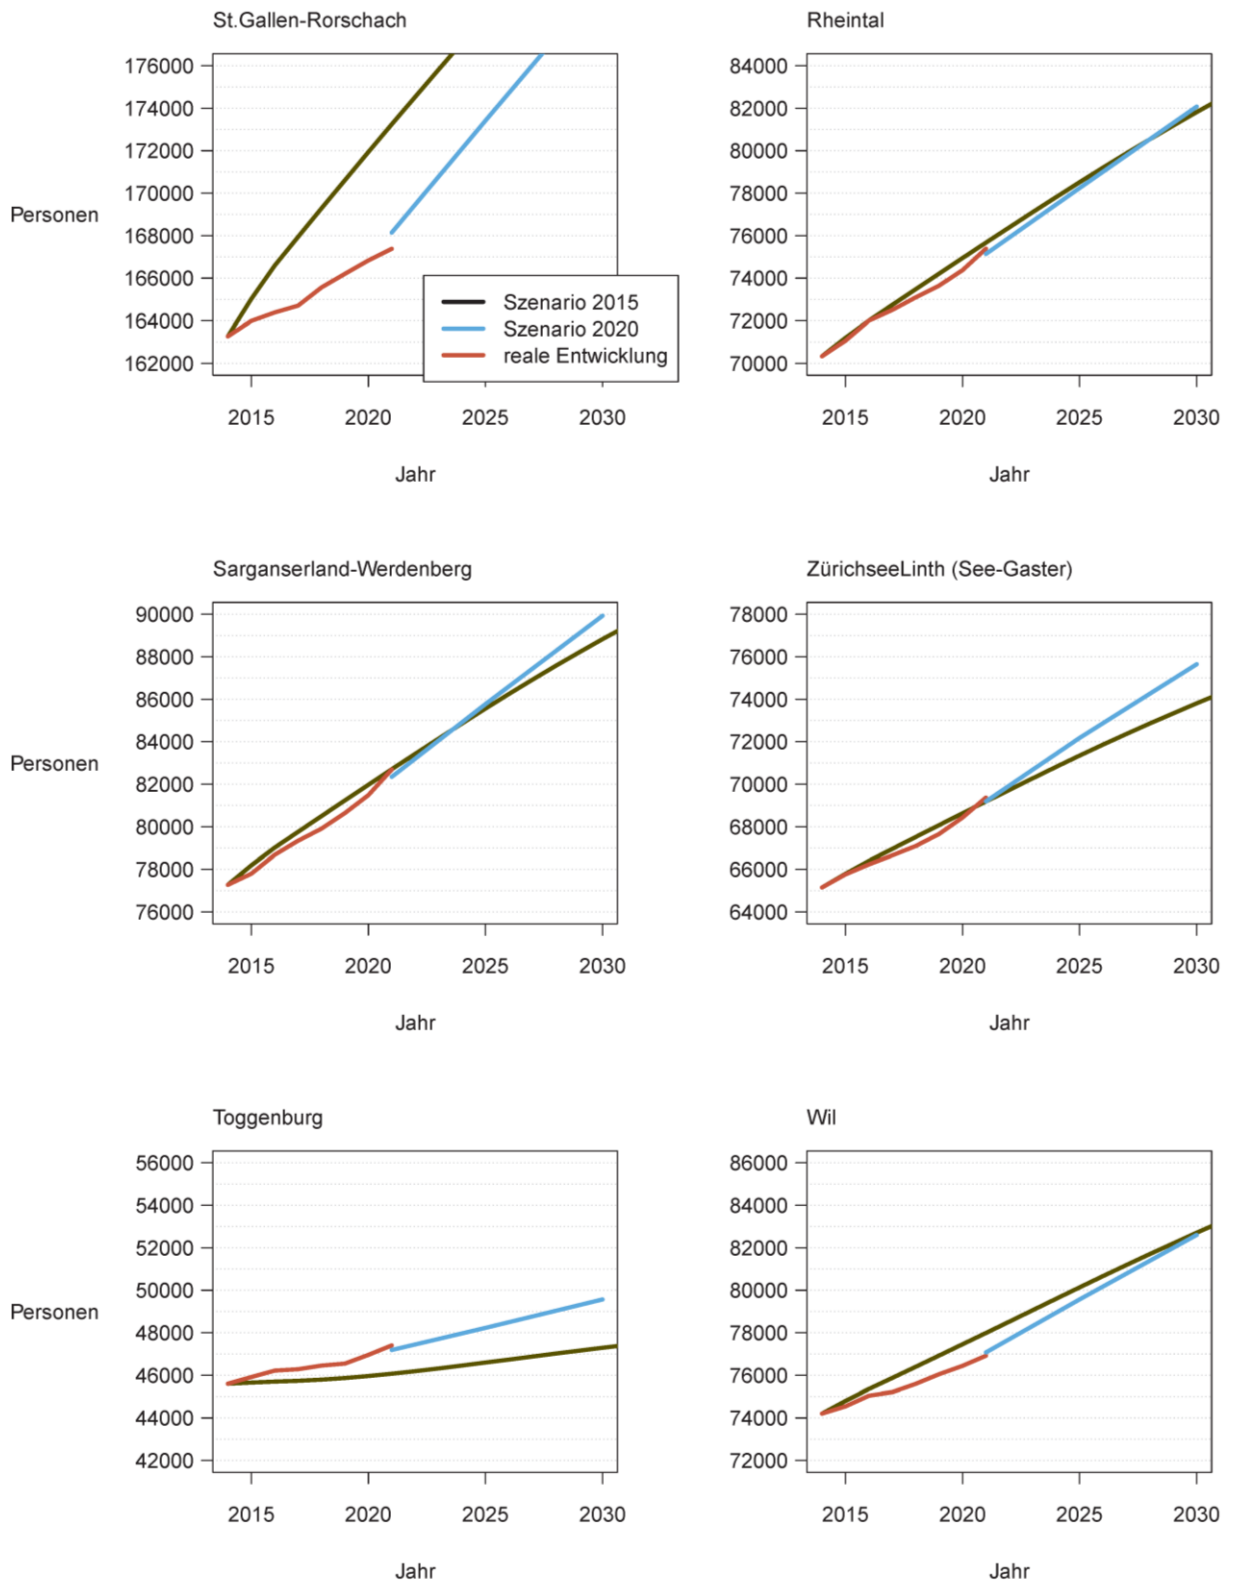 St.Gallen-Rorschach
Personen
176000
174000
172000
170000
168000
166000
164000
162000
Szenario 2015
Szenario 2020
reale Entwicklung
2015 2020 2025 2030
Jahr
Rheintal
84000
82000
80000
78000
76000
74000
72000
70000
2015 2020 2025 2030
Jahr
Sarganserland-Werdenberg
Personen
90000
88000
86000
84000
82000
80000
78000
76000
2015 2020 2025 2030
Jahr
ZürichseeLinth (See-Gaster)
78000
76000
74000
72000
70000
68000
66000
64000
2015 2020 2025 2030
Jahr
Toggenburg
Personen
56000
54000
52000
50000
48000
46000
44000
42000
2015 2020 2025 2030
Jahr
Wil
86000
84000
82000
80000
78000
76000
74000
72000
2015 2020 2025 2030
Jahr